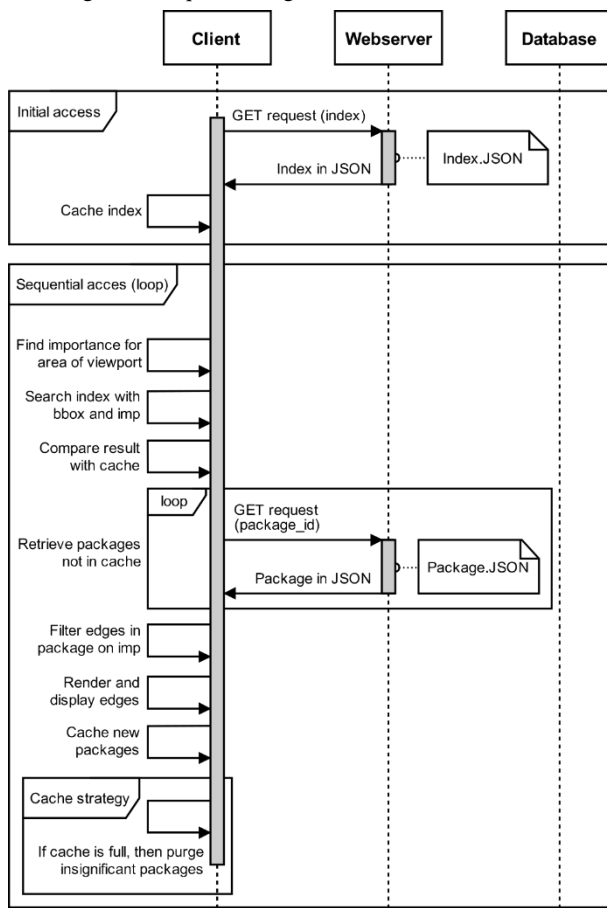 Client
Webserver
Database
Initial access
GET request (index)
Index in JSON
Index.JSON
Cache index
Sequential acces (loop)
Find importance for
area of viewport
Search index with
bbox and imp
Compare result
with cache
loop
GET request
(package_id)
Retrieve packages
not in cache
Package in JSON
Package.JSON
Filter edges in
package on imp
Render and
display edges
Cache new
packages
Cache strategy
If cache is full, then purge
insignificant packages